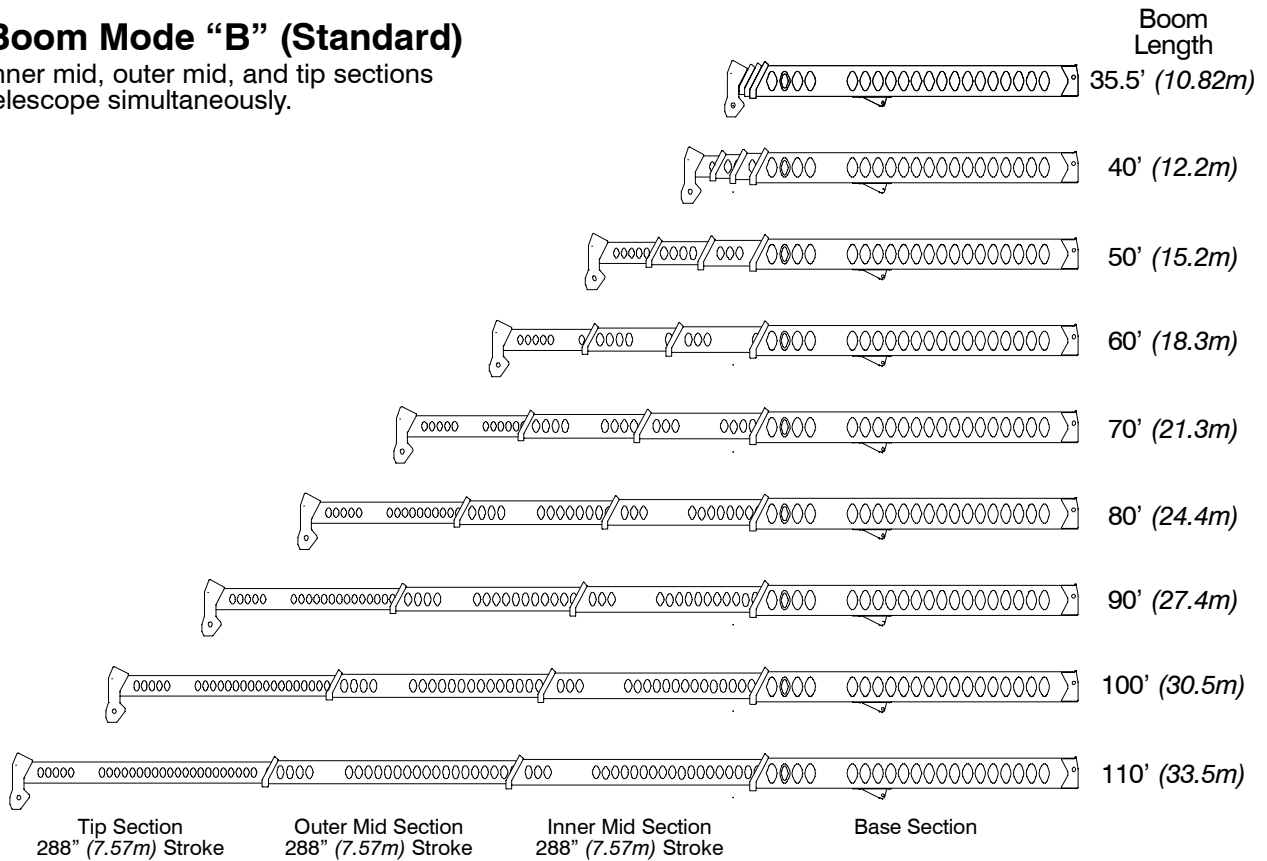 Boom Mode “B” (Standard)
nner mid, outer mid, and tip sections
elescope simultaneously.
Boom
Length
35.5’ (10.82m)
40’ (12.2m)
50’ (15.2m)
60’ (18.3m)
70’ (21.3m)
80’ (24.4m)
90’ (27.4m)
100’ (30.5m)
110’ (33.5m)
Tip Section
288” (7.57m) Stroke
Outer Mid Section
288” (7.57m) Stroke
Inner Mid Section
288” (7.57m) Stroke
Base Section